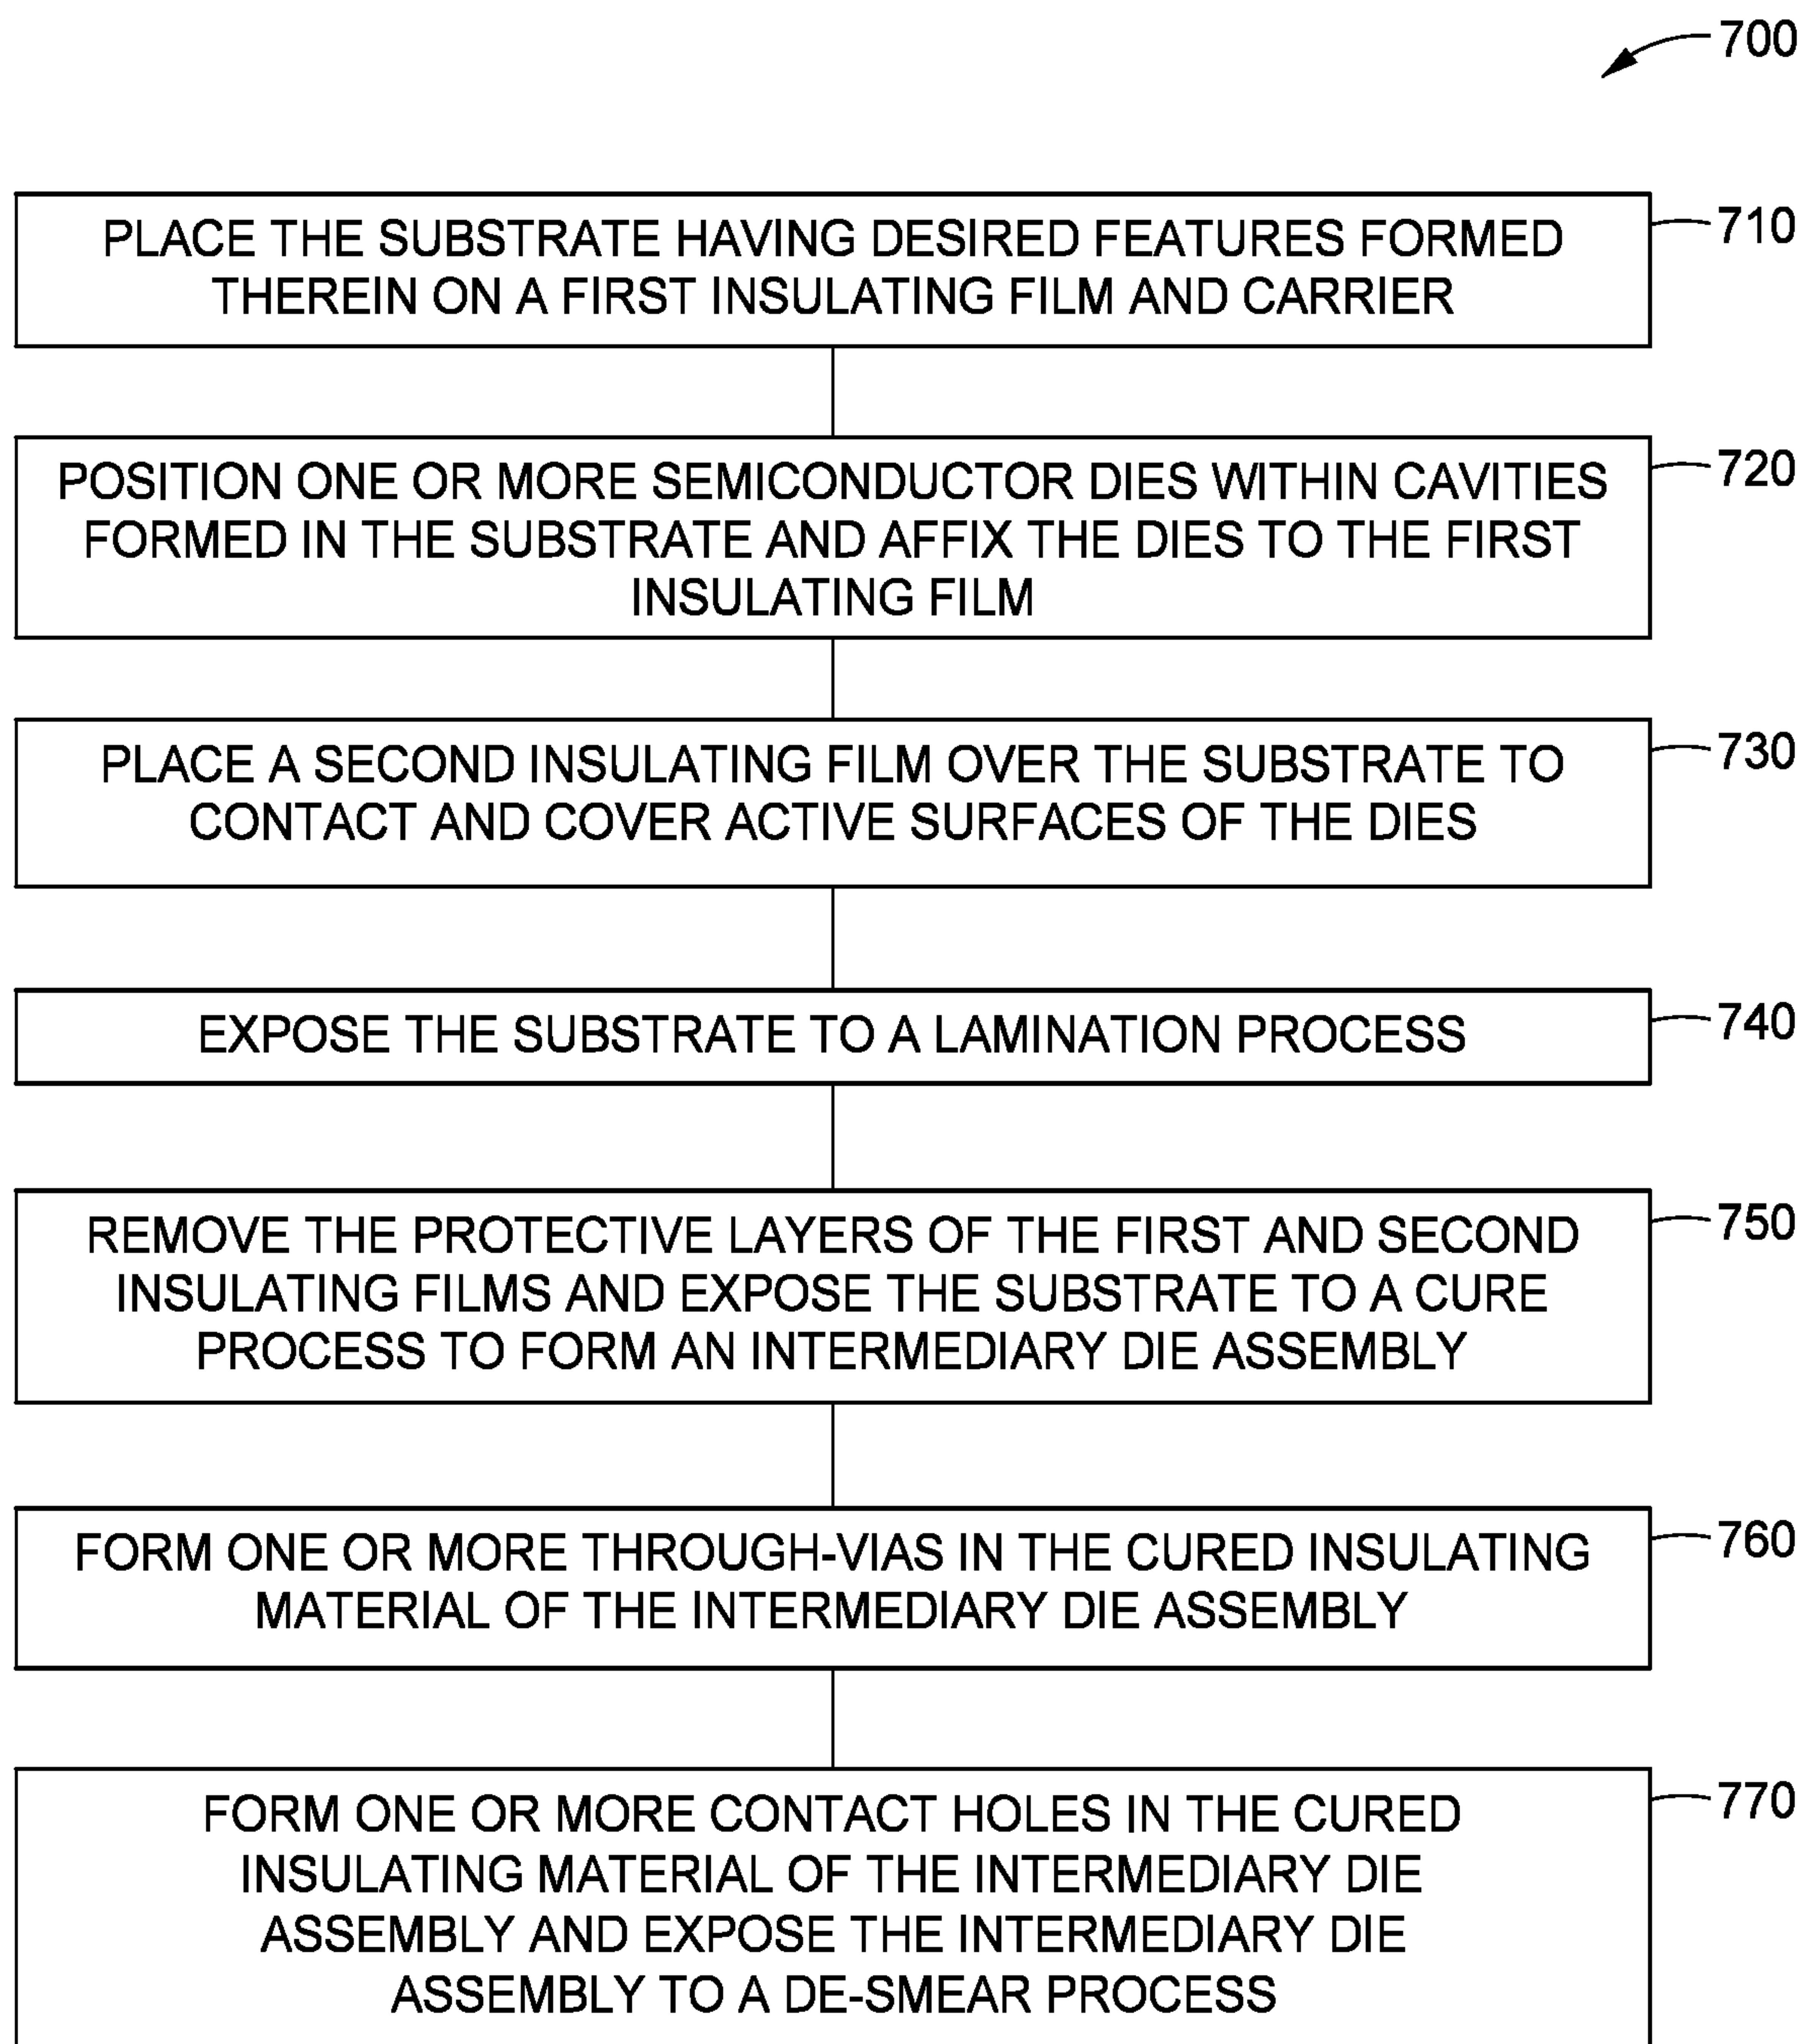 700
PLACE THE SUBSTRATE HAVING DESIRED FEATURES FORMED
THEREIN ON A FIRST INSULATING FILM AND CARRIER
710
POSITION ONE OR MORE SEMICONDUCTOR DIES WITHIN CAVITIES
FORMED IN THE SUBSTRATE AND AFFIX THE DIES TO THE FIRST
INSULATING FILM
720
PLACE A SECOND INSULATING FILM OVER THE SUBSTRATE TO
CONTACT AND COVER ACTIVE SURFACES OF THE DIES
730
EXPOSE THE SUBSTRATE TO A LAMINATION PROCESS
740
REMOVE THE PROTECTIVE LAYERS OF THE FIRST AND SECOND
INSULATING FILMS AND EXPOSE THE SUBSTRATE TO A CURE
PROCESS TO FORM AN INTERMEDIARY DIE ASSEMBLY
750
FORM ONE OR MORE THROUGH-VIAS IN THE CURED INSULATING
MATERIAL OF THE INTERMEDIARY DIE ASSEMBLY
760
FORM ONE OR MORE CONTACT HOLES IN THE CURED
INSULATING MATERIAL OF THE INTERMEDIARY DIE
ASSEMBLY AND EXPOSE THE INTERMEDIARY DIE
ASSEMBLY TO A DE-SMEAR PROCESS
770